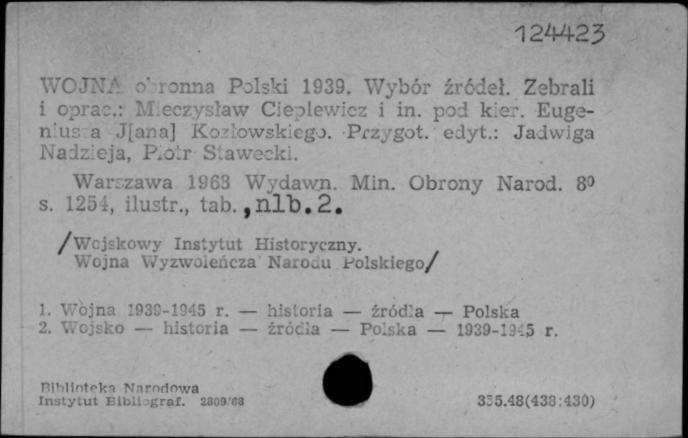 124423
WOJNA obronna Polski 1939. Wybór źródeł. Zebrali
i oprac.: Mieczysław Cieplewicz i in. pod kier. Euge-
niusza J[ana] Kozłowskiego. Przygot. edyt.: Jadwiga
Nadzieja, Piotr Stawecki.
Warszawa 1968 Wydawn. Min. Obrony Narod. 8⁰
s. 1254, ilustr., tab., nlb. 2.
/Wojskowy Instytut Historyczny.
Wojna Wyzwoleńcza Narodu Polskiego/
1. Wojna 1939-1945 r. — historia — źródła — Polska
2. Wojsko — historia — źródła — Polska — 1939-1945 r.
Biblioteka Narodowa
Instytut Bibliograf. 2809/68
355.48(438:430)